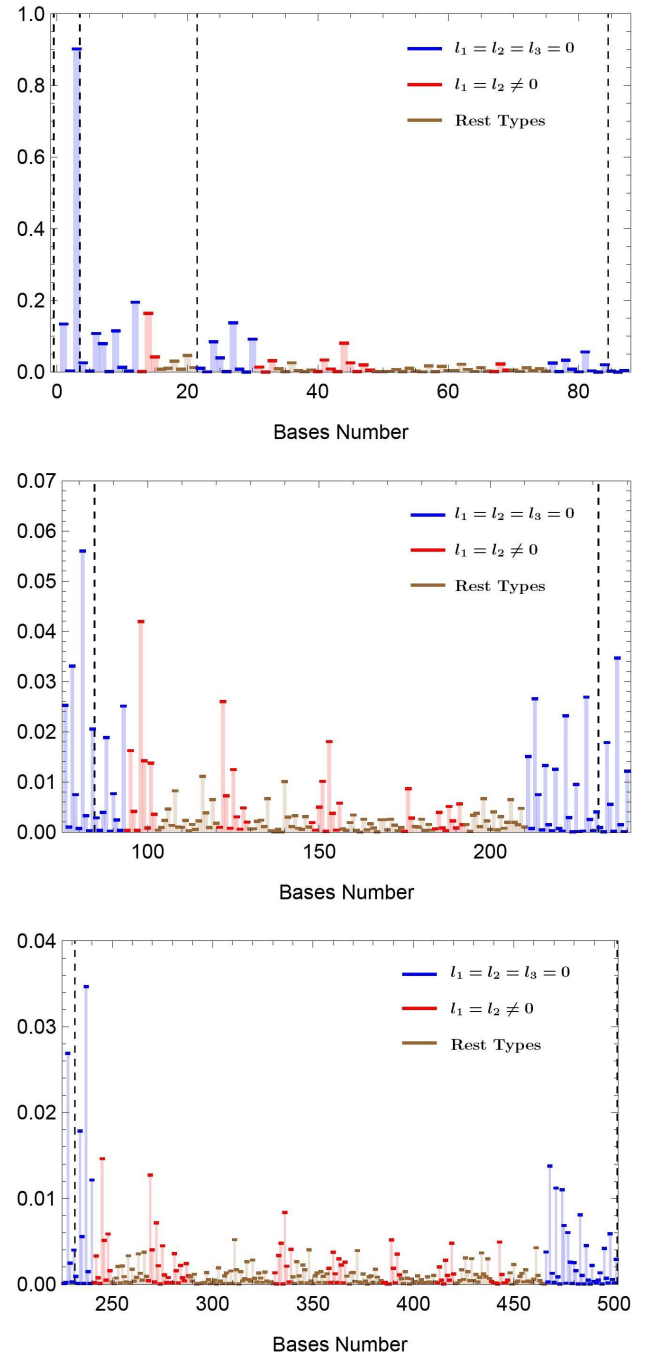 1.0
0.8
0.6
0.4
0.2
0.0
l₁ = l₂ = l₃ = 0
l₁ = l₂ ≠ 0
Rest Types
0 20 40 60 80
Bases Number
0.07
0.06
0.05
0.04
0.03
0.02
0.01
0.00
l₁ = l₂ = l₃ = 0
l₁ = l₂ ≠ 0
Rest Types
100 150 200
Bases Number
0.04
0.03
0.02
0.01
0.00
l₁ = l₂ = l₃ = 0
l₁ = l₂ ≠ 0
Rest Types
250 300 350 400 450 500
Bases Number